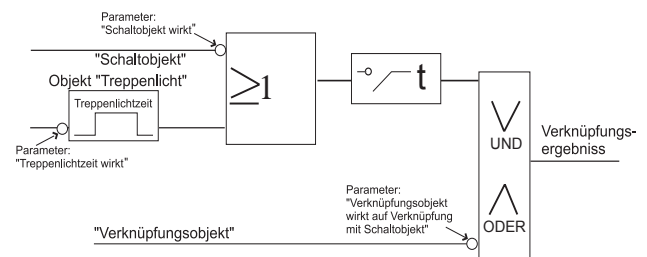 Parameter:
"Schaltobjekt wirkt"
"Schaltobjekt"
Objekt "Treppenlicht"
Treppenlichtzeit
≥1
t
Parameter:
"Treppenlichtzeit wirkt"
UND
ODER
Verknüpfungs-
ergebniss
Parameter:
"Verknüpfungsobjekt
wirkt auf Verknüpfung
mit Schaltobjekt"
"Verknüpfungsobjekt"